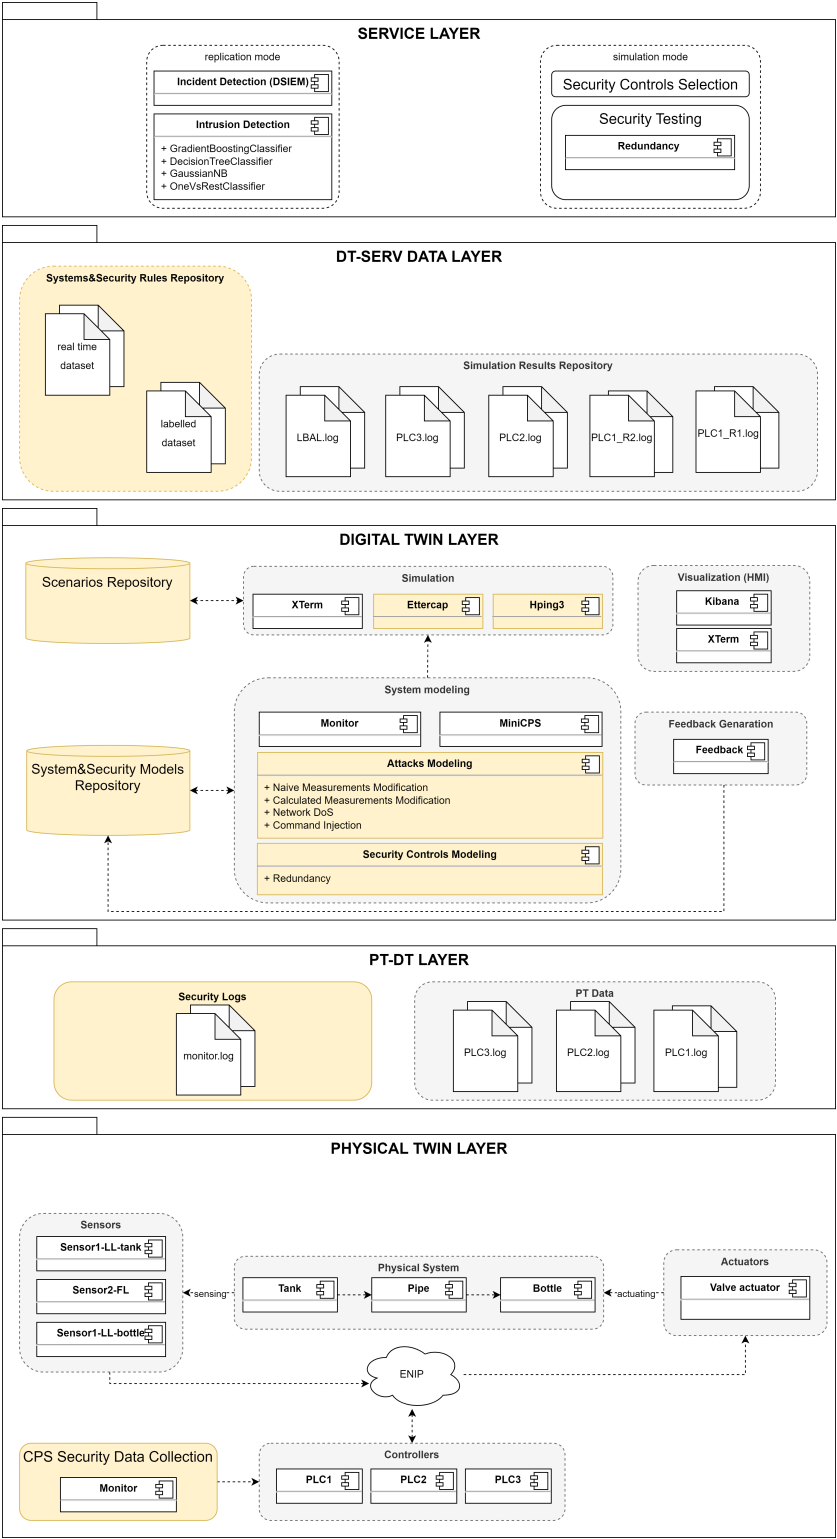 SERVICE LAYER
replication mode
Incident Detection (DSIEM)
Intrusion Detection
+ GradientBoostingClassifier
+ DecisionTreeClassifier
+ GaussianNB
+ OneVsRestClassifier
simulation mode
Security Controls Selection
Security Testing
Redundancy
DT-SERV DATA LAYER
Systems&Security Rules Repository
real time
dataset
labelled
dataset
Simulation Results Repository
LBAL.log
PLC3.log
PLC2.log
PLC1_R2.log
PLC1_R1.log
DIGITAL TWIN LAYER
Scenarios Repository
Simulation
XTerm
Ettercap
Hping3
Visualization (HMI)
Kibana
XTerm
System&Security Models
Repository
System modeling
Monitor
MiniCPS
Attacks Modeling
+ Naive Measurements Modification
+ Calculated Measurements Modification
+ Network DoS
+ Command Injection
Security Controls Modeling
+ Redundancy
Feedback Genaration
Feedback
PT-DT LAYER
Security Logs
monitor.log
PT Data
PLC3.log
PLC2.log
PLC1.log
PHYSICAL TWIN LAYER
Sensors
Sensor1-LL-tank
Sensor2-FL
Sensor1-LL-bottle
sensing
Physical System
Tank
Pipe
Bottle
actuating
Actuators
Valve actuator
ENIP
CPS Security Data Collection
Monitor
Controllers
PLC1
PLC2
PLC3